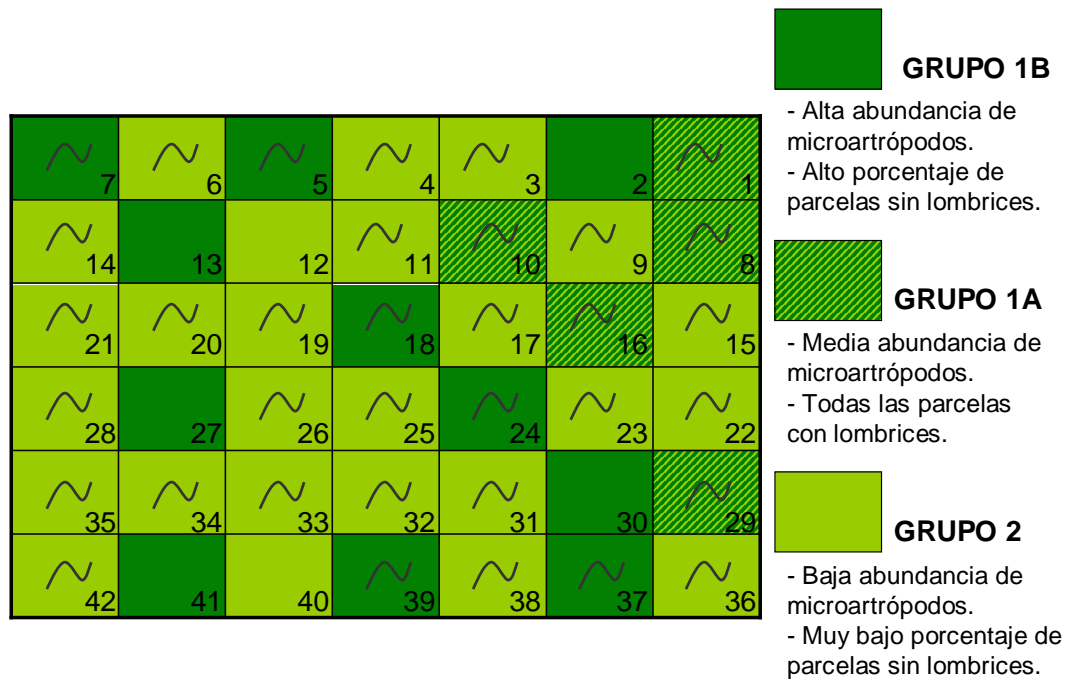 7 6 5 4 3 2 1
14 13 12 11 10 9 8
21 20 19 18 17 16 15
28 27 26 25 24 23 22
35 34 33 32 31 30 29
42 41 40 39 38 37 36
GRUPO 1B
- Alta abundancia de
microartrópodos.
- Alto porcentaje de
parcelas sin lombrices.
GRUPO 1A
- Media abundancia de
microartrópodos.
- Todas las parcelas
con lombrices.
GRUPO 2
- Baja abundancia de
microartrópodos.
- Muy bajo porcentaje de
parcelas sin lombrices.